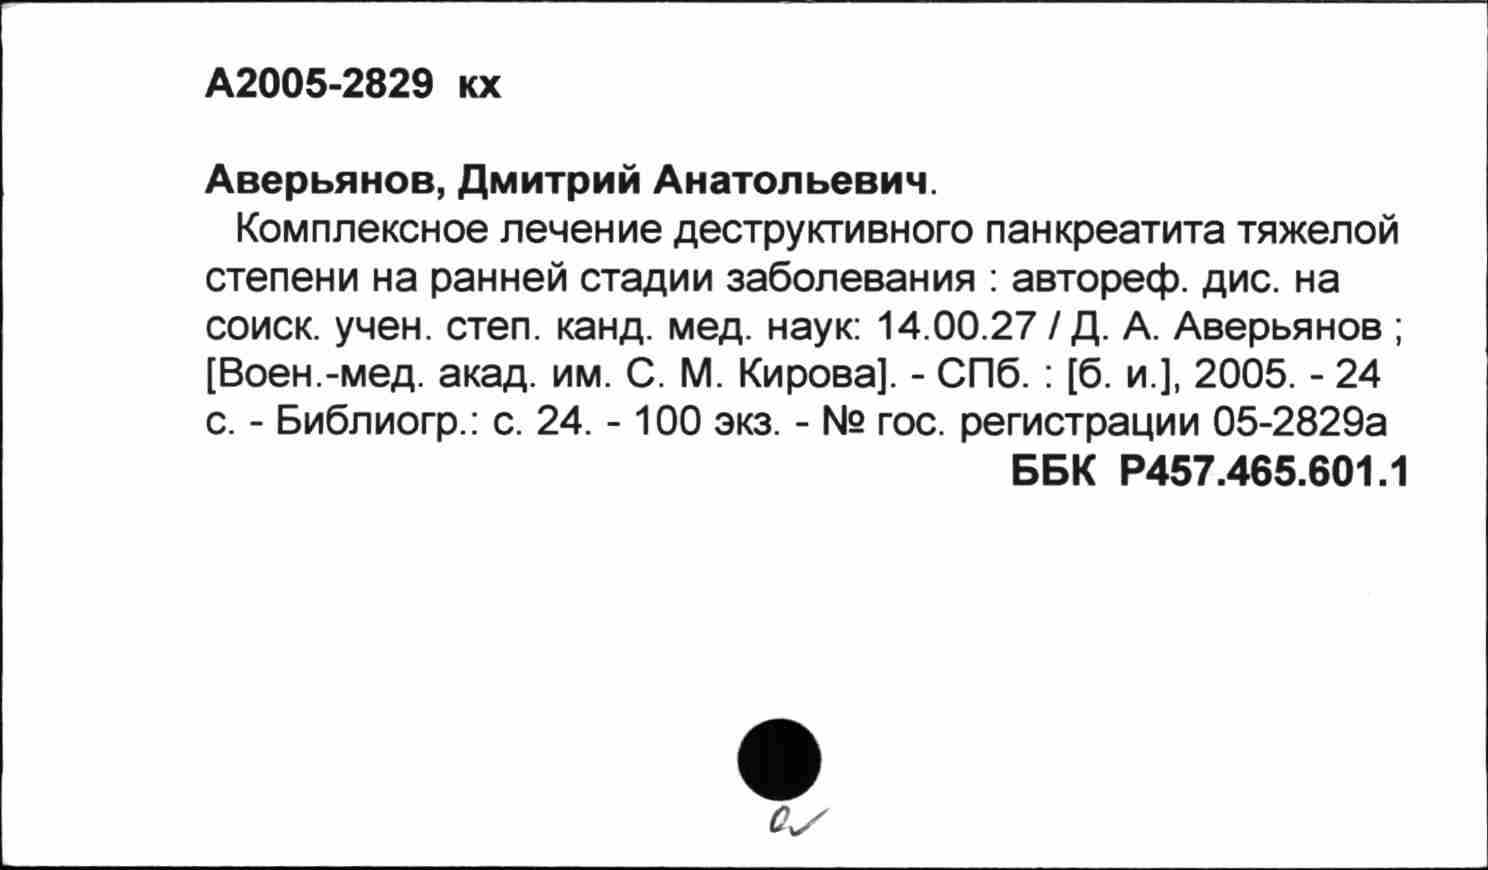 А2005-2829 кх
Аверьянов, Дмитрий Анатольевич.
Комплексное лечение деструктивного панкреатита тяжелой
степени на ранней стадии заболевания : автореф. дис. на
соиск. учен. степ. канд. мед. наук: 14.00.27 / Д. А. Аверьянов ;
[Воен.-мед. акад. им. С. М. Кирова]. - СПб. : [б. и.], 2005. - 24
с. - Библиогр.: с. 24. - 100 экз. - № гос. регистрации 05-2829а
ББК Р457.465.601.1